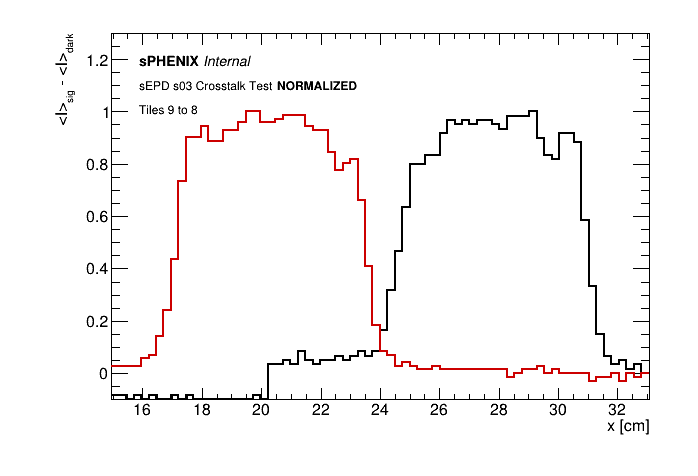 <I>sig - <I>dark
1.2
1
0.8
0.6
0.4
0.2
0
sPHENIX Internal
sEPD s03 Crosstalk Test NORMALIZED
Tiles 9 to 8
16 18 20 22 24 26 28 30 32
x [cm]